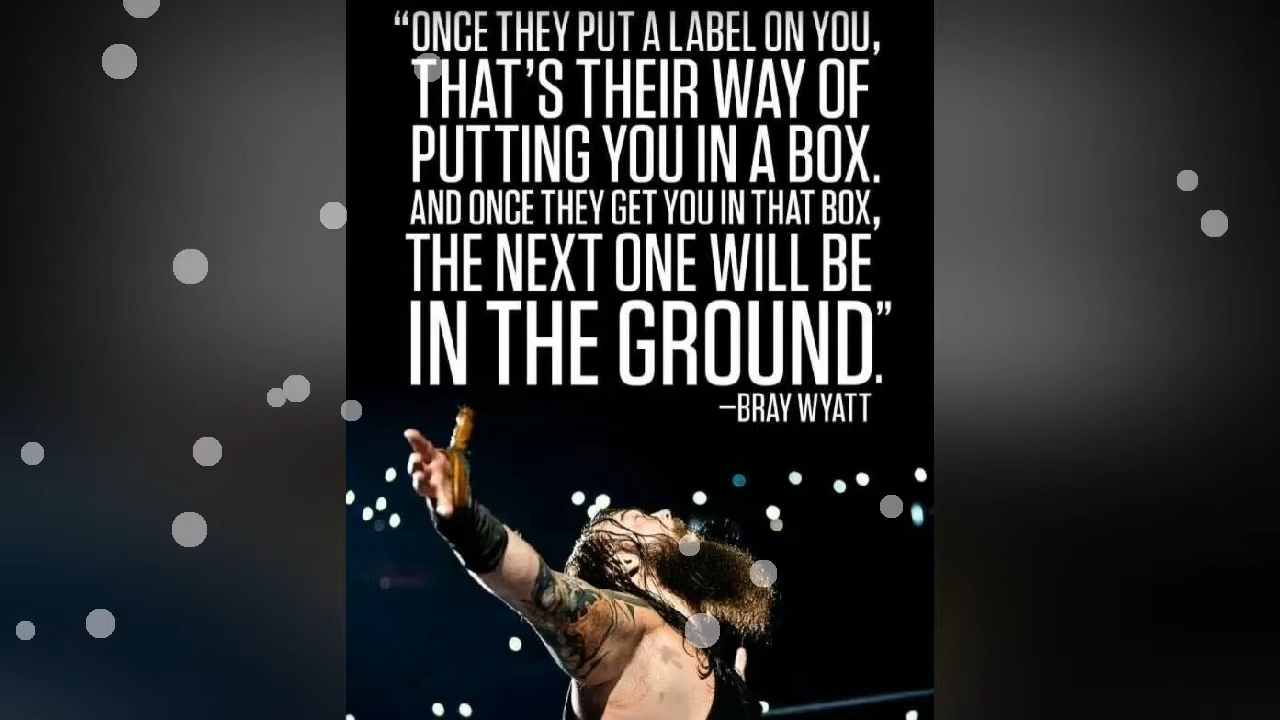 “ONCE THEY PUT A LABEL ON YOU,
THAT’S THEIR WAY OF
PUTTING YOU IN A BOX.
AND ONCE THEY GET YOU IN THAT BOX,
THE NEXT ONE WILL BE
IN THE GROUND.”
–BRAY WYATT